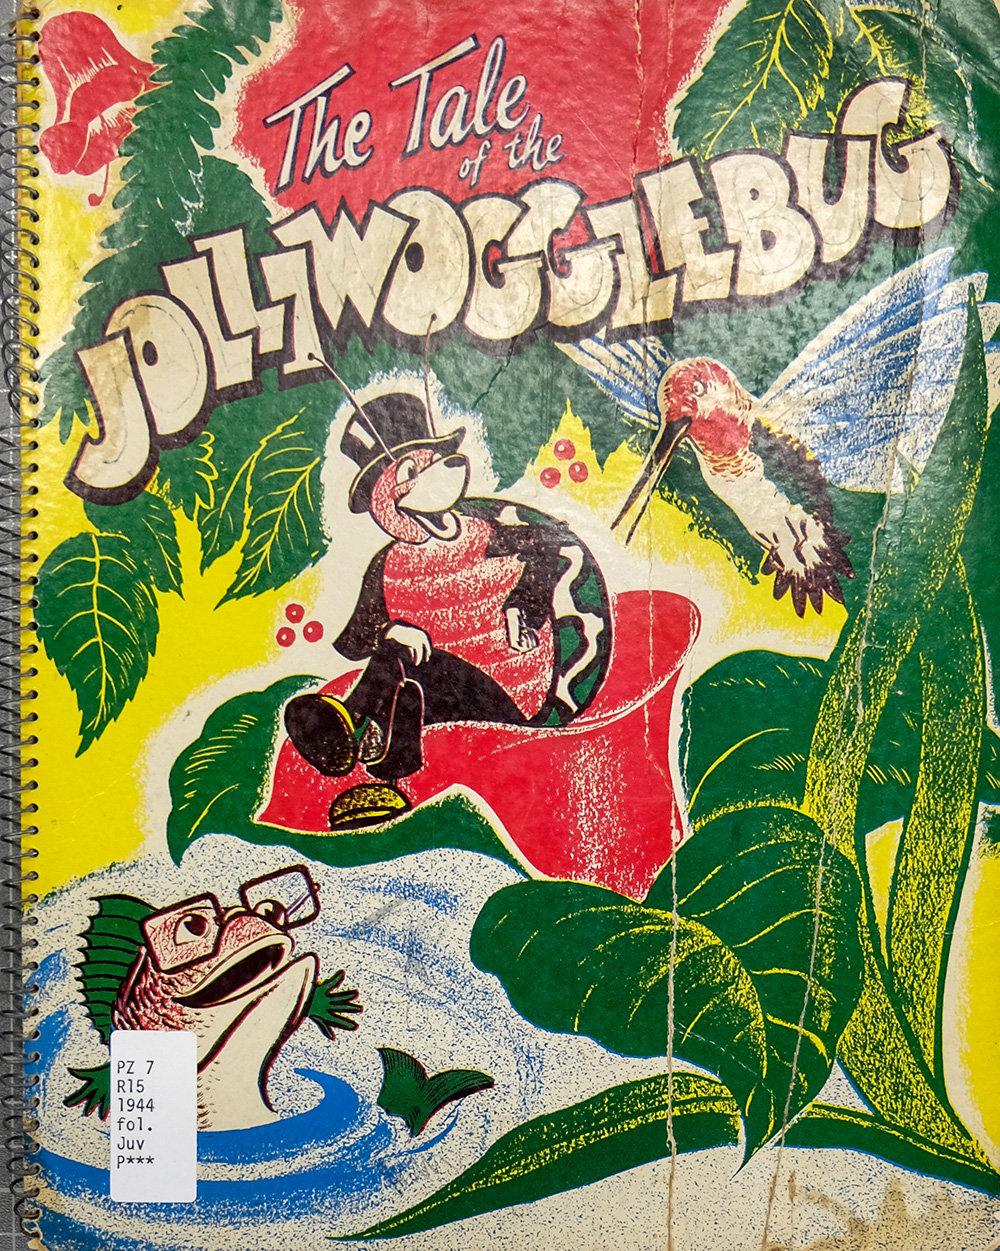 The Tale
of the
JOLLIWOGGLEBUG
PZ 7
R15
1944
fol.
Juv
P***